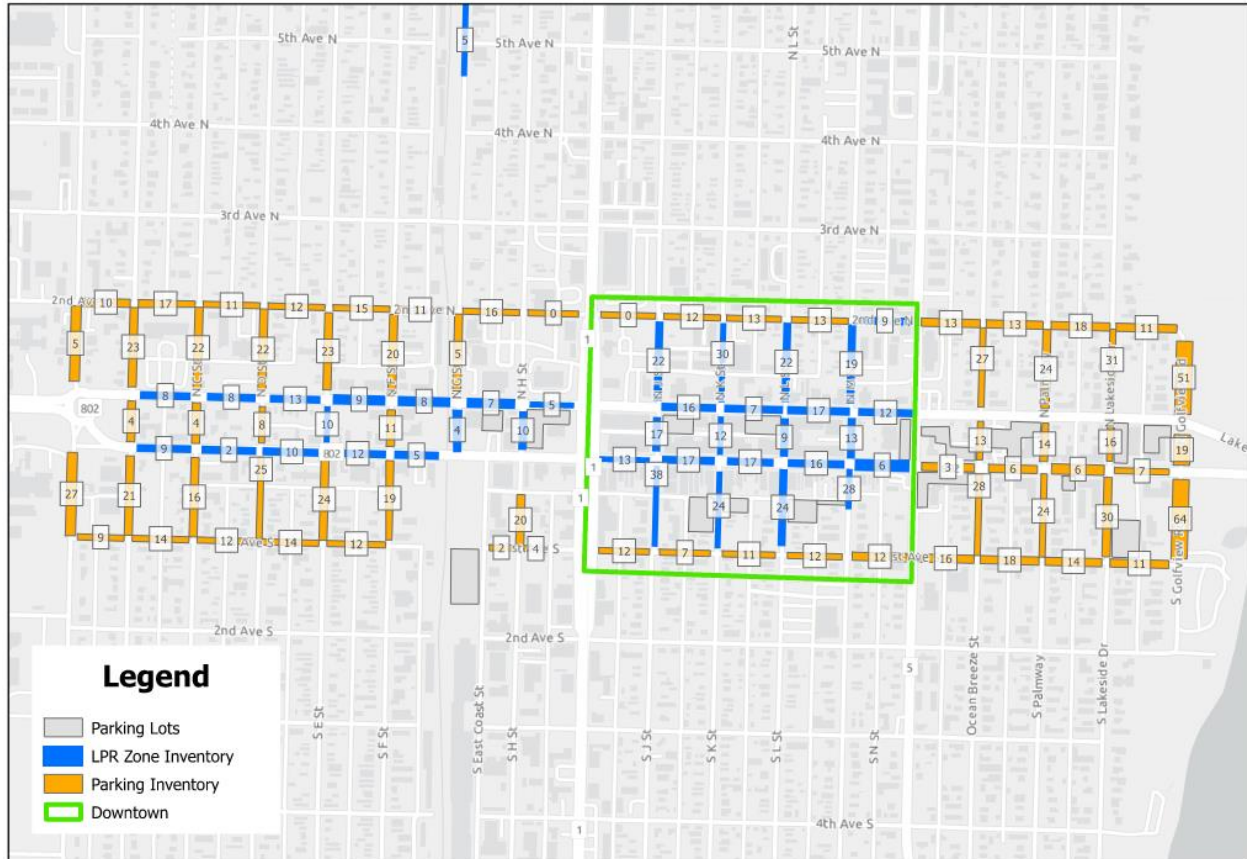 5th Ave N
5
5th Ave N
N L St
5th Ave N
4th Ave N
4th Ave N
4th Ave N
3rd Ave N
3rd Ave N
10 17 11 12 15 2nd Ave N 11 16 0
0 12 13 13 9 7
13 13 18 11
1
5 23 22 22 23 20 5
22 30 22 19
27 24 31 51
N C St
N H St
802
8 8 13 9 8 7 5
16 7 17 12
4 4 8 10 11 4 10
17 12 9 13
13 14 16 19
9 2 10 802 12 5
1 13 17 17 16 6
3 6 6 7
25
38
27 21 16 24 19
20
1
24 24 28
28 24 30 64
9 14 12 14 12
2 4
12 7 11 12 12
16 18 14 11
S Golfview
2nd Ave S
2nd Ave S
5
S E St
S F St
S East Coast St
S H St
S J St
S K St
S L St
S N St
Ocean Breeze St
S Palmway
S Lakeside Dr
1
4th Ave S
Legend
Parking Lots
LPR Zone Inventory
Parking Inventory
Downtown